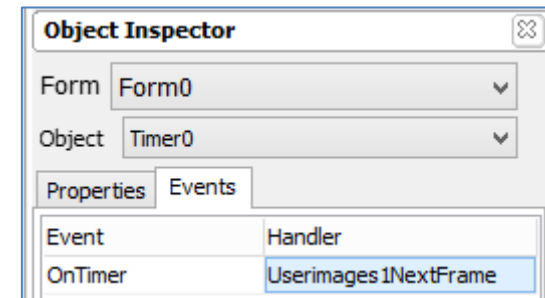 Object Inspector
Form Form0
Object Timer0
Properties Events
Event Handler
OnTimer Userimages1NextFrame